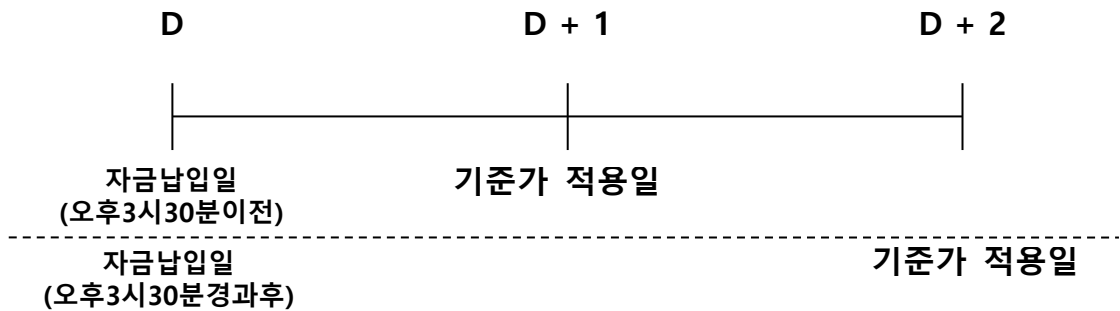 D D + 1 D + 2
자금납입일 기준가 적용일
(오후3시30분이전)
자금납입일 기준가 적용일
(오후3시30분경과후)